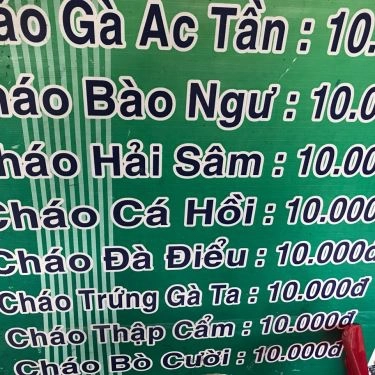 áo Gà Ac Tần : 10.
háo Bào Ngư : 10.0
Cháo Hải Sâm : 10.00
Cháo Cá Hồi : 10.000
Cháo Đà Điểu : 10.000đ
Cháo Trứng Gà Ta : 10.000đ
Cháo Thập Cẩm : 10.000đ
Cháo Bò Cười : 10.000đ